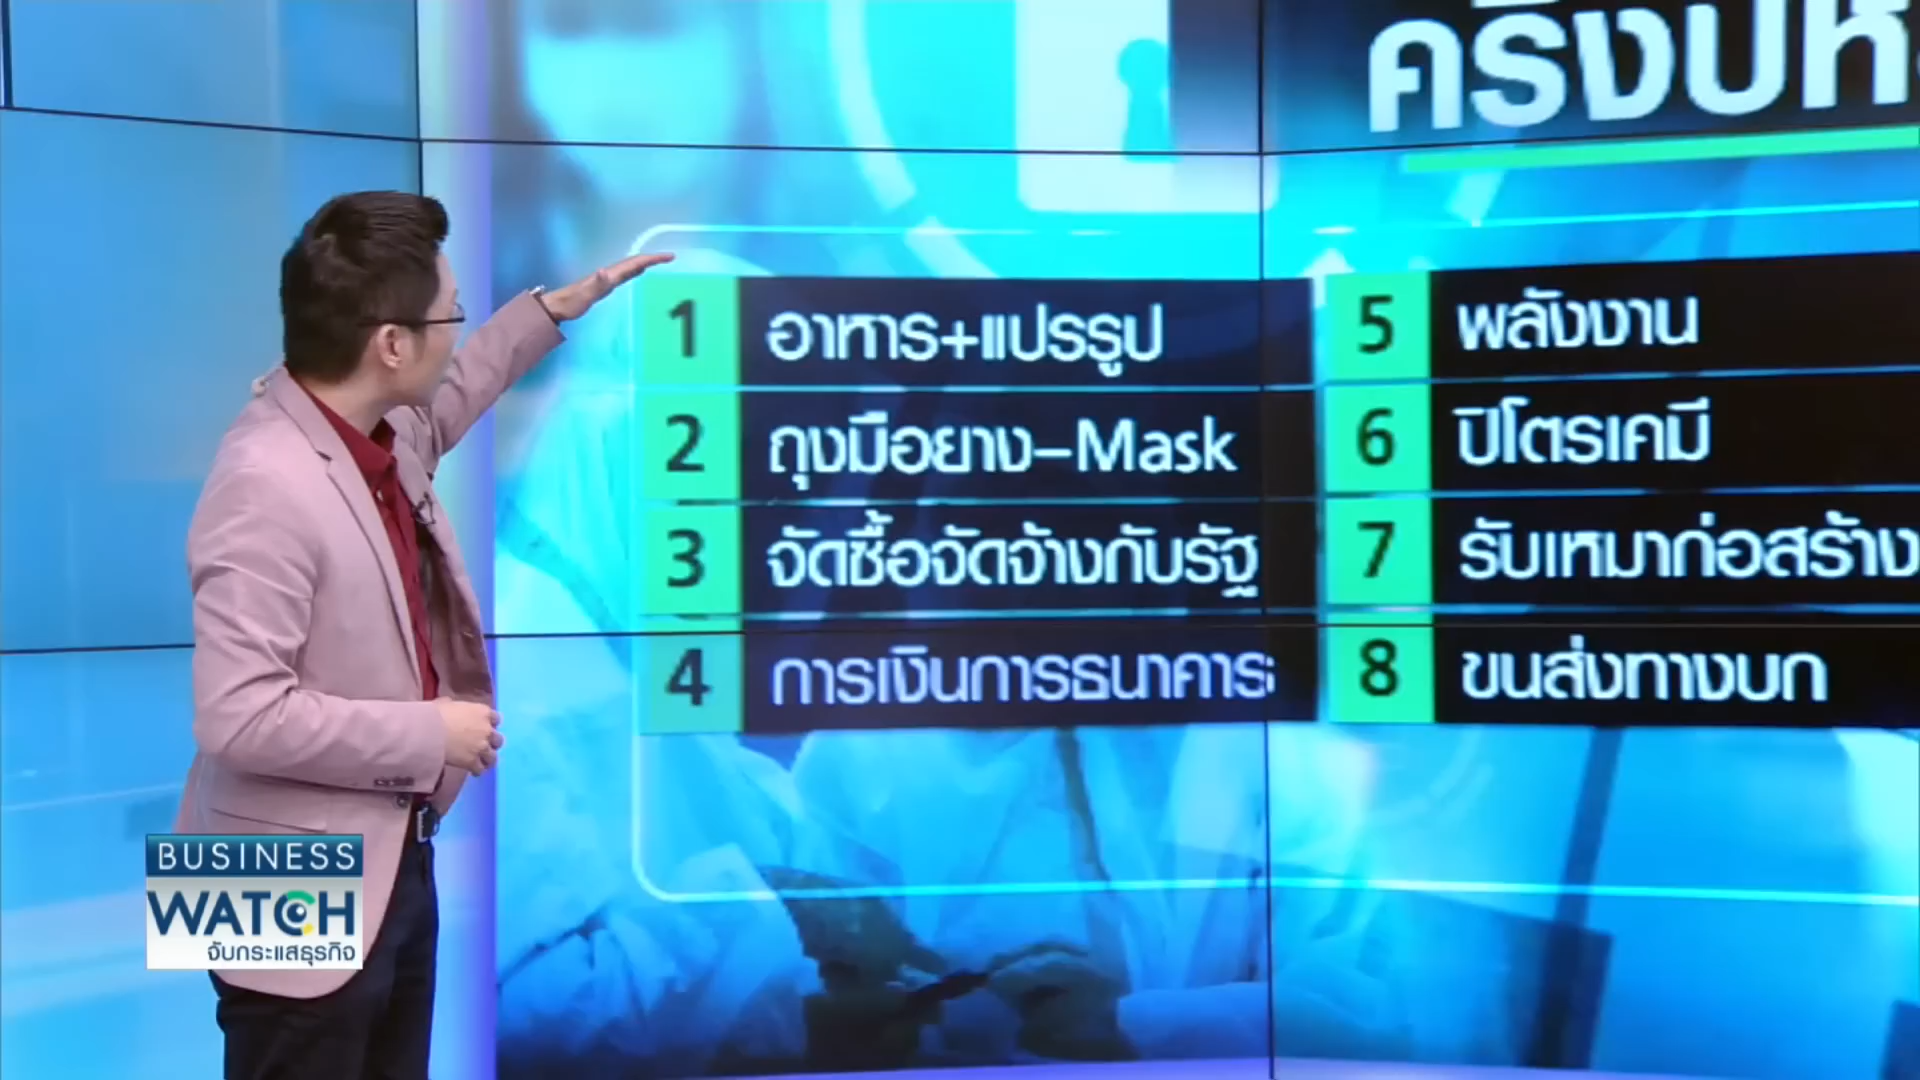 ครึ่งปีห
1 อาหาร+แปรรูป
2 ถุงมือยาง-Mask
3 จัดซื้อจัดจ้างกับรัฐ
4 การเงินการธนาคาร
5 พลังงาน
6 ปิโตรเคมี
7 รับเหมาก่อสร้าง
8 ขนส่งทางบก
BUSINESS
WATCH
จับกระแสธุรกิจ